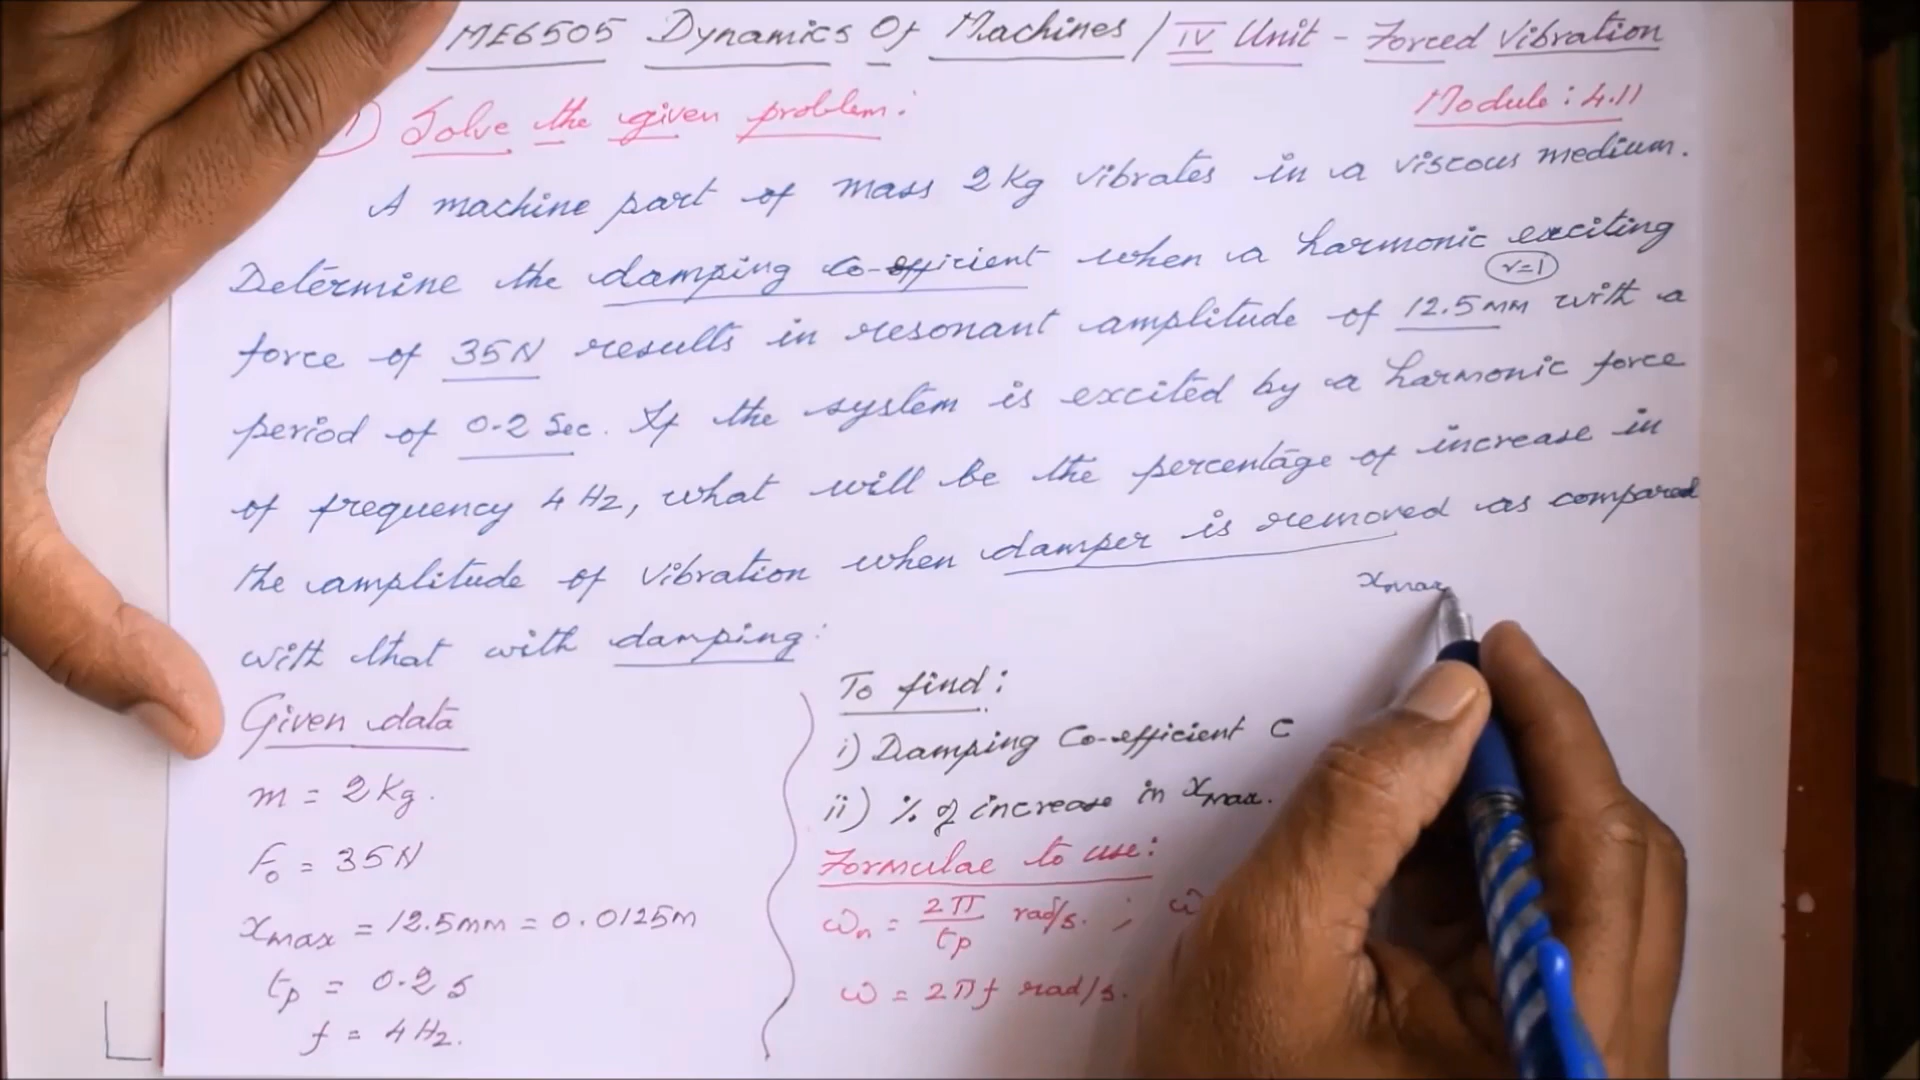 ME6505 Dynamics Of Machines / IV Unit - Forced Vibration
1) Solve the given problem:
Module: 4.11
A machine part of mass 2 Kg vibrates in a viscous medium.
Determine the damping Co-efficient when a harmonic exciting
r=1
force of 35N results in resonant amplitude of 12.5mm with a
period of 0.2 Sec. If the system is excited by a harmonic force
of frequency 4 Hz, what will be the percentage of increase in
the amplitude of vibration when damper is removed as compared
xmax
with that with damping:
Given data
m = 2 Kg.
F₀ = 35N
xmax = 12.5mm = 0.0125m
tp = 0.2 s
f = 4 Hz.
To find:
i) Damping Co-efficient C
ii) % of increase in xmax.
Formulae to use:
ωn = 2π/tp rad/s. ; ω
ω = 2πf rad/s.